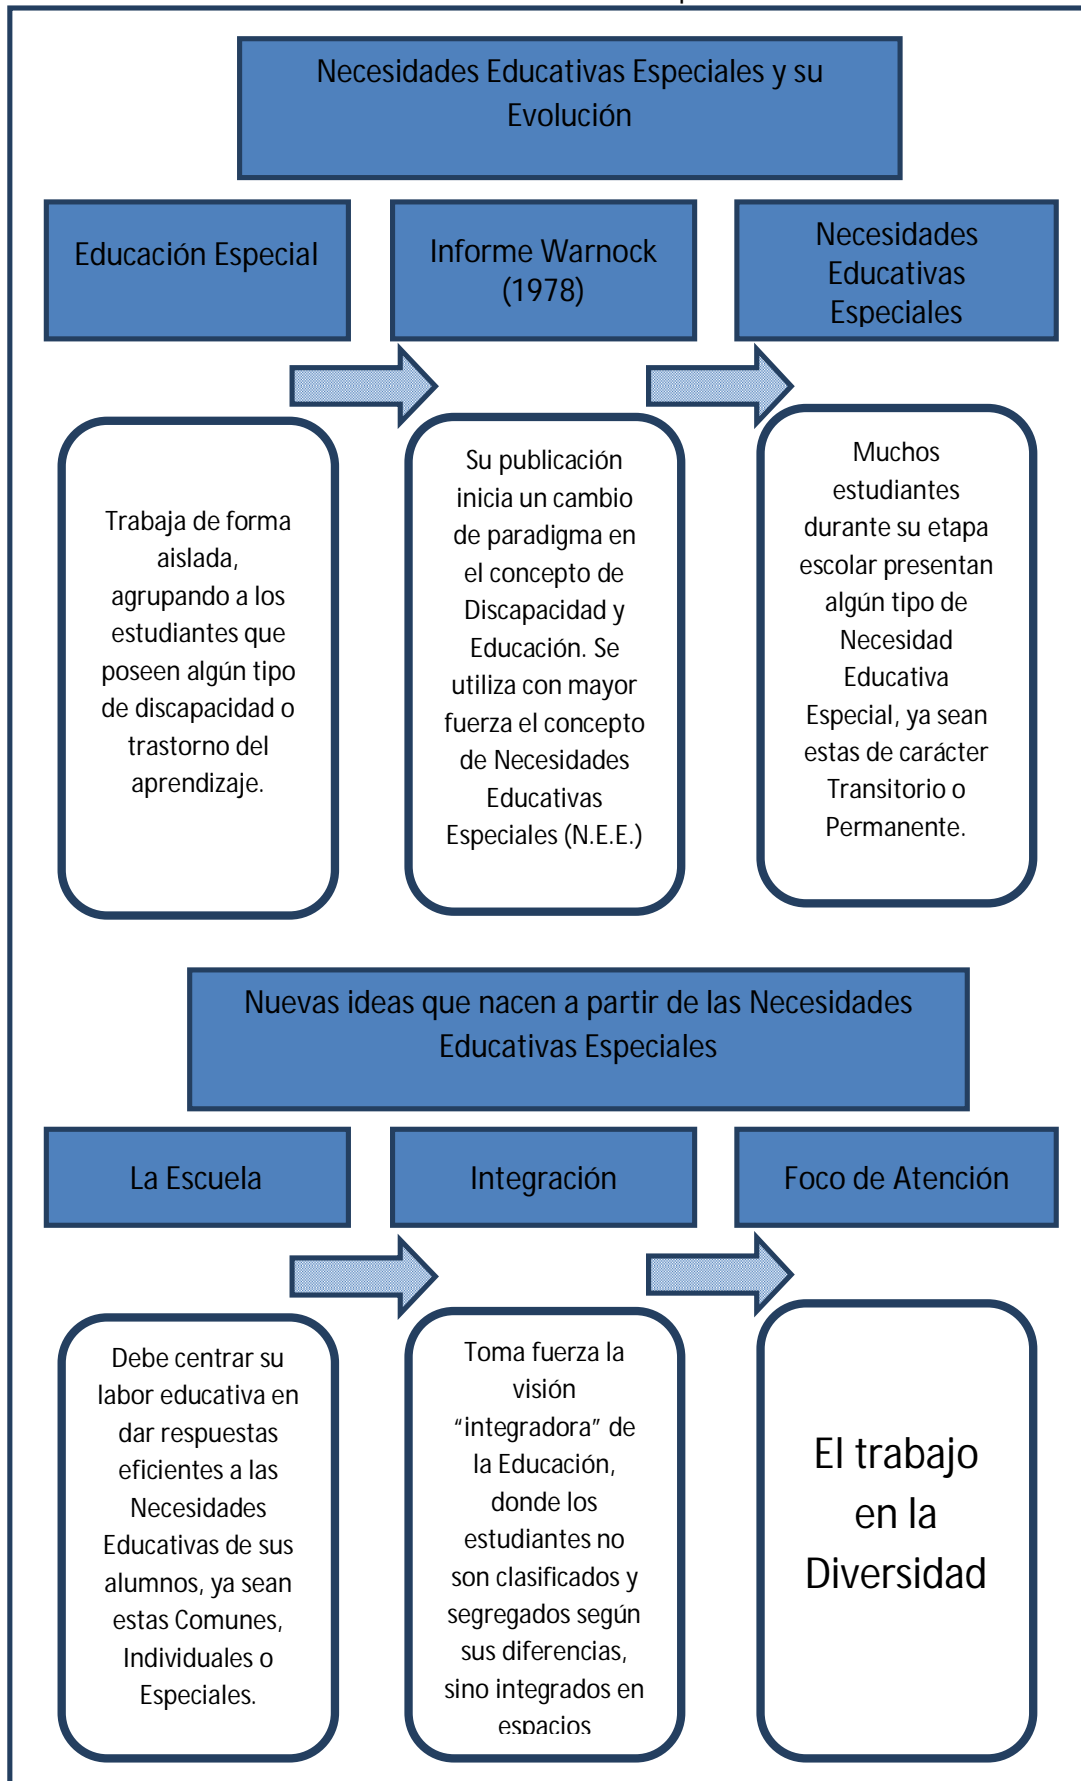 Necesidades Educativas Especiales y su
Evolución
Educación Especial
Informe Warnock
(1978)
Necesidades
Educativas
Especiales
Trabaja de forma
aislada,
agrupando a los
estudiantes que
poseen algún tipo
de discapacidad o
trastorno del
aprendizaje.
Su publicación
inicia un cambio
de paradigma en
el concepto de
Discapacidad y
Educación. Se
utiliza con mayor
fuerza el concepto
de Necesidades
Educativas
Especiales (N.E.E.)
Muchos
estudiantes
durante su etapa
escolar presentan
algún tipo de
Necesidad
Educativa
Especial, ya sean
estas de carácter
Transitorio o
Permanente.
Nuevas ideas que nacen a partir de las Necesidades
Educativas Especiales
La Escuela
Integración
Foco de Atención
Debe centrar su
labor educativa en
dar respuestas
eficientes a las
Necesidades
Educativas de sus
alumnos, ya sean
estas Comunes,
Individuales o
Especiales.
Toma fuerza la
visión
“integradora” de
la Educación,
donde los
estudiantes no
son clasificados y
segregados según
sus diferencias,
sino integrados en
espacios
El trabajo
en la
Diversidad